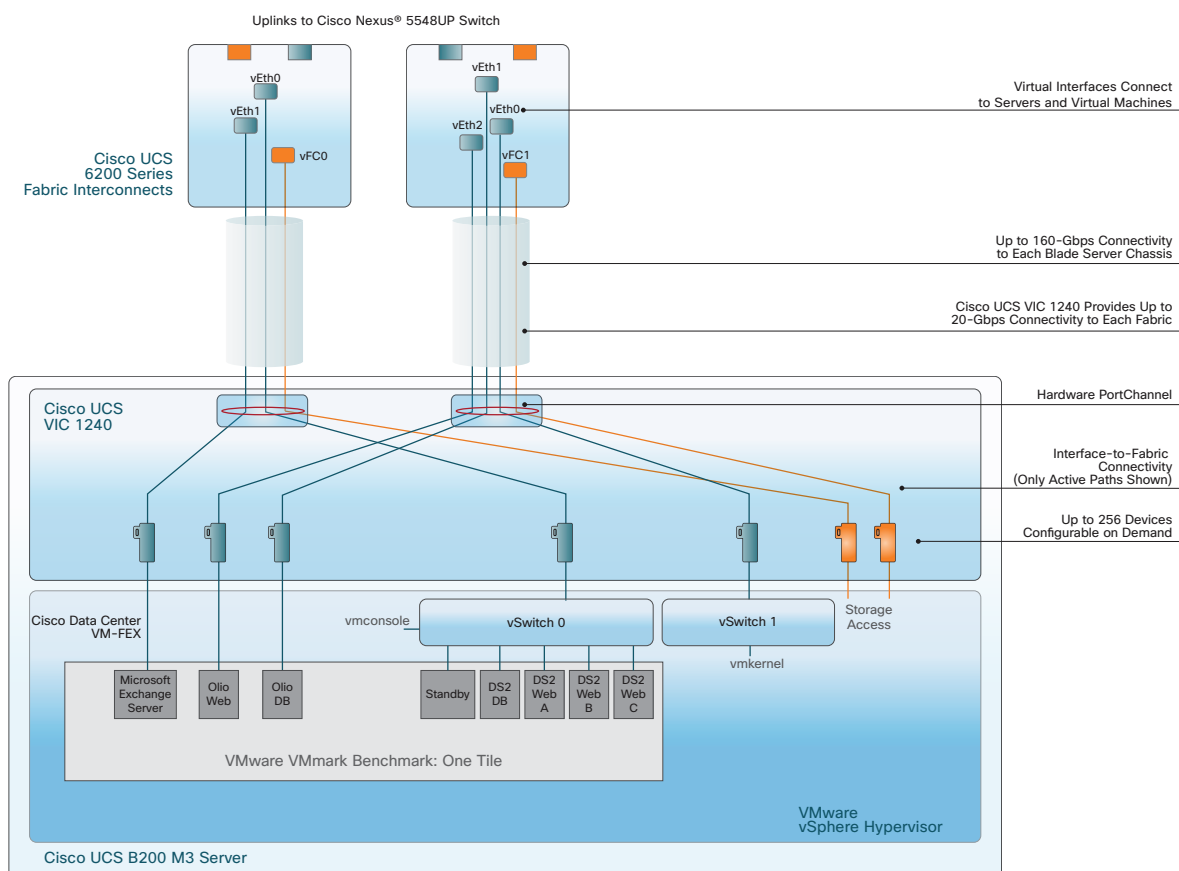 Uplinks to Cisco Nexus® 5548UP Switch
vEth0
vEth1
vFC0
vEth1
vEth0
vEth2
vFC1
Cisco UCS
6200 Series
Fabric Interconnects
Virtual Interfaces Connect
to Servers and Virtual Machines
Up to 160-Gbps Connectivity
to Each Blade Server Chassis
Cisco UCS VIC 1240 Provides Up to
20-Gbps Connectivity to Each Fabric
Hardware PortChannel
Interface-to-Fabric
Connectivity
(Only Active Paths Shown)
Up to 256 Devices
Configurable on Demand
Cisco UCS
VIC 1240
Cisco Data Center
VM-FEX
vmconsole
vSwitch 0
vSwitch 1
vmkernel
Storage
Access
Microsoft
Exchange
Server
Olio
Web
Olio
DB
Standby
DS2
DB
DS2
Web
A
DS2
Web
B
DS2
Web
C
VMware VMmark Benchmark: One Tile
VMware
vSphere Hypervisor
Cisco UCS B200 M3 Server